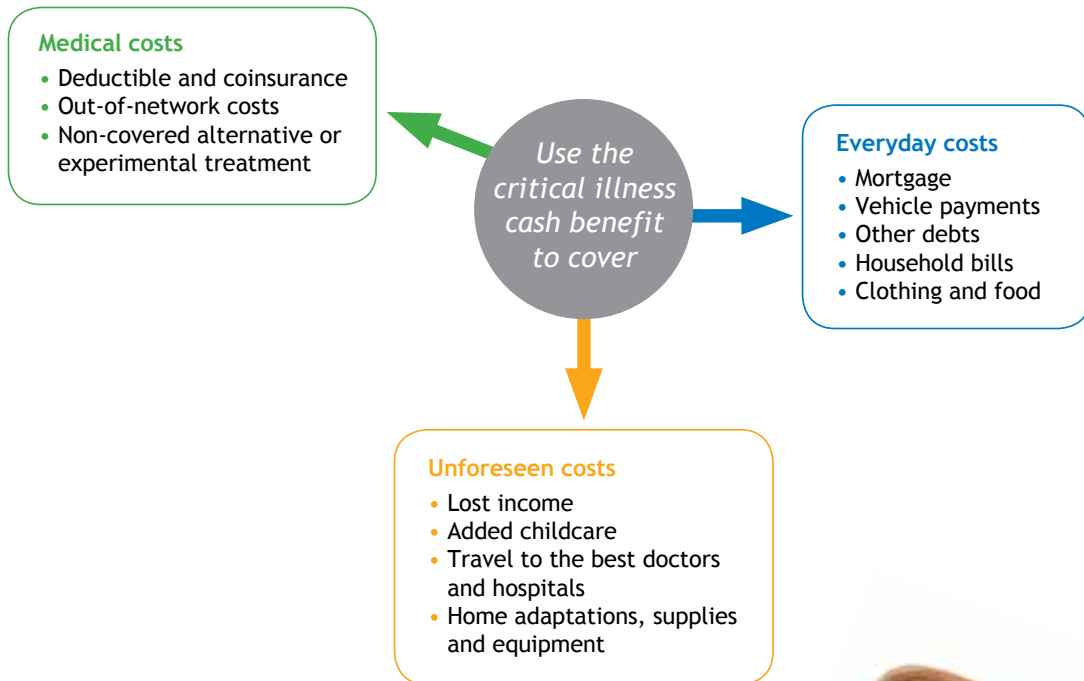 Medical costs
• Deductible and coinsurance
• Out-of-network costs
• Non-covered alternative or
experimental treatment
Use the
critical illness
cash benefit
to cover
Everyday costs
• Mortgage
• Vehicle payments
• Other debts
• Household bills
• Clothing and food
Unforeseen costs
• Lost income
• Added childcare
• Travel to the best doctors
and hospitals
• Home adaptations, supplies
and equipment